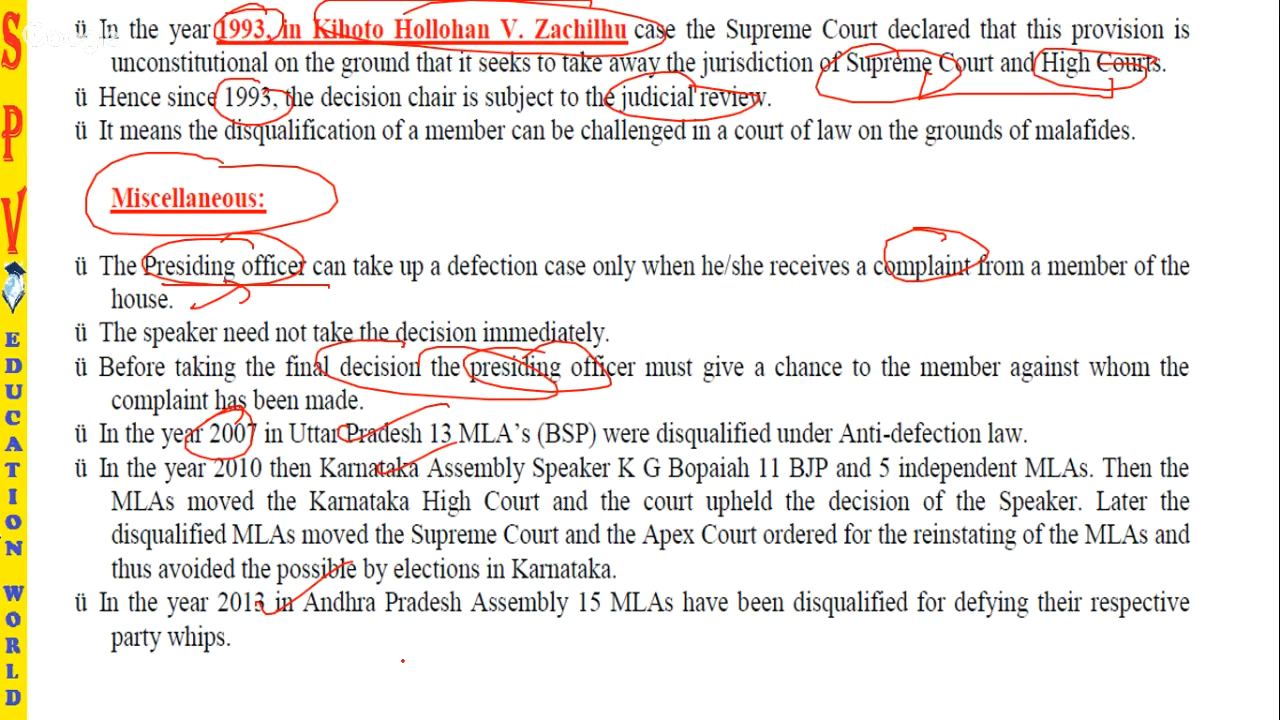 Google
S
P
V
EDUCATION
WORLD
ü In the year 1993, in Kihoto Hollohan V. Zachilhu case the Supreme Court declared that this provision is
unconstitutional on the ground that it seeks to take away the jurisdiction of Supreme Court and High Courts.
ü Hence since 1993, the decision chair is subject to the judicial review.
ü It means the disqualification of a member can be challenged in a court of law on the grounds of malafides.
Miscellaneous:
ü The Presiding officer can take up a defection case only when he/she receives a complaint from a member of the
house.
ü The speaker need not take the decision immediately.
ü Before taking the final decision the presiding officer must give a chance to the member against whom the
complaint has been made.
ü In the year 2007 in Uttar Pradesh 13 MLA's (BSP) were disqualified under Anti-defection law.
ü In the year 2010 then Karnataka Assembly Speaker K G Bopaiah 11 BJP and 5 independent MLAs. Then the
MLAs moved the Karnataka High Court and the court upheld the decision of the Speaker. Later the
disqualified MLAs moved the Supreme Court and the Apex Court ordered for the reinstating of the MLAs and
thus avoided the possible by elections in Karnataka.
ü In the year 2013 in Andhra Pradesh Assembly 15 MLAs have been disqualified for defying their respective
party whips.